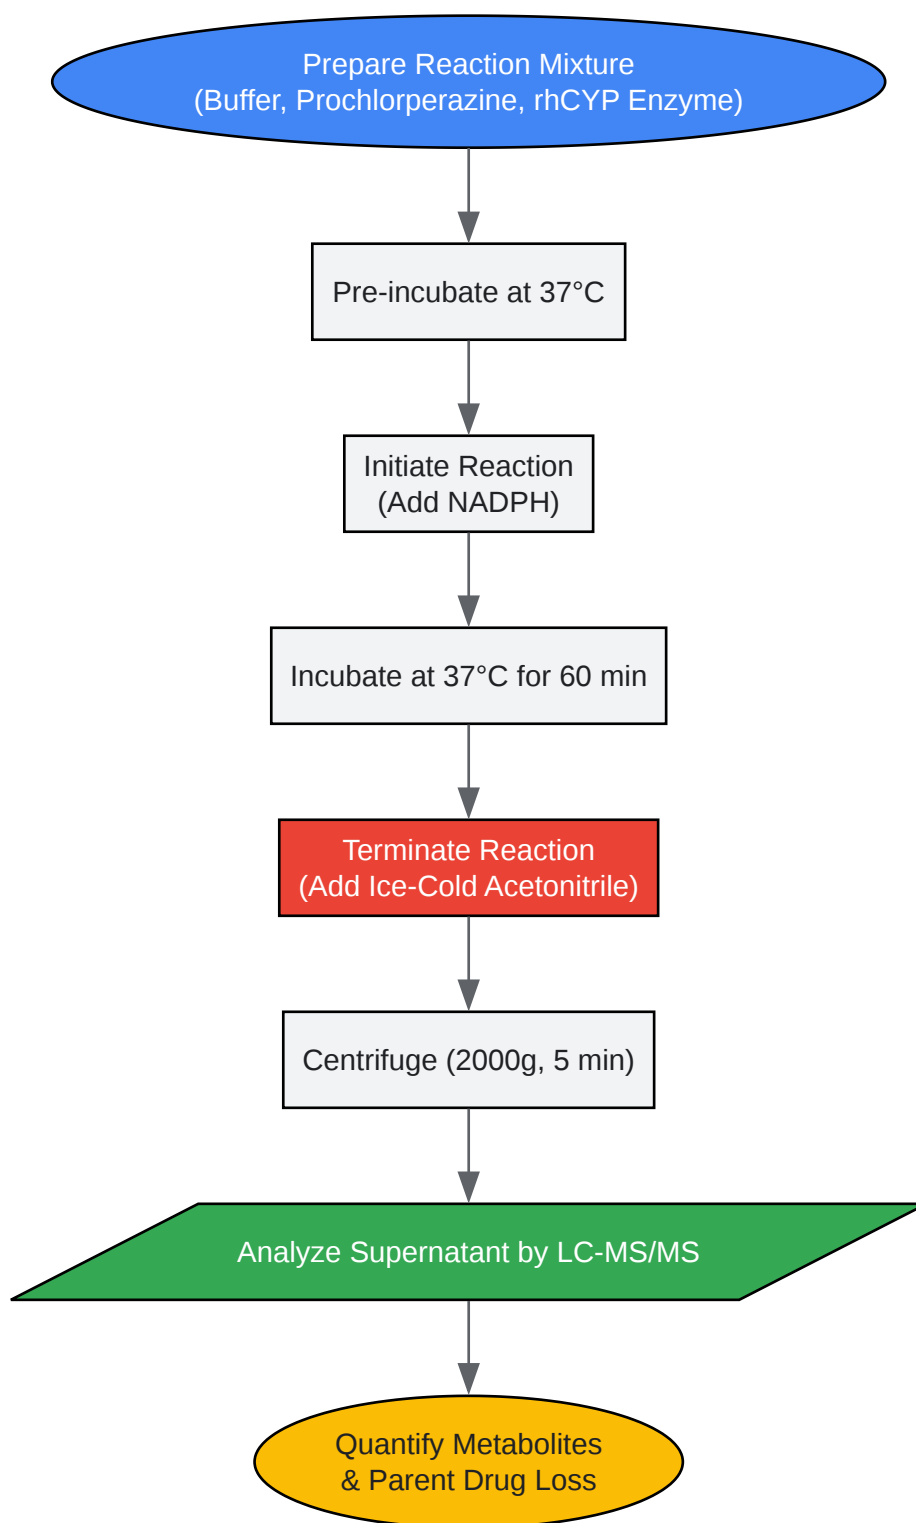 Prepare Reaction Mixture
(Buffer, Prochlorperazine, rhCYP Enzyme)
Pre-incubate at 37°C
Initiate Reaction
(Add NADPH)
Incubate at 37°C for 60 min
Terminate Reaction
(Add Ice-Cold Acetonitrile)
Centrifuge (2000g, 5 min)
Analyze Supernatant by LC-MS/MS
Quantify Metabolites
& Parent Drug Loss